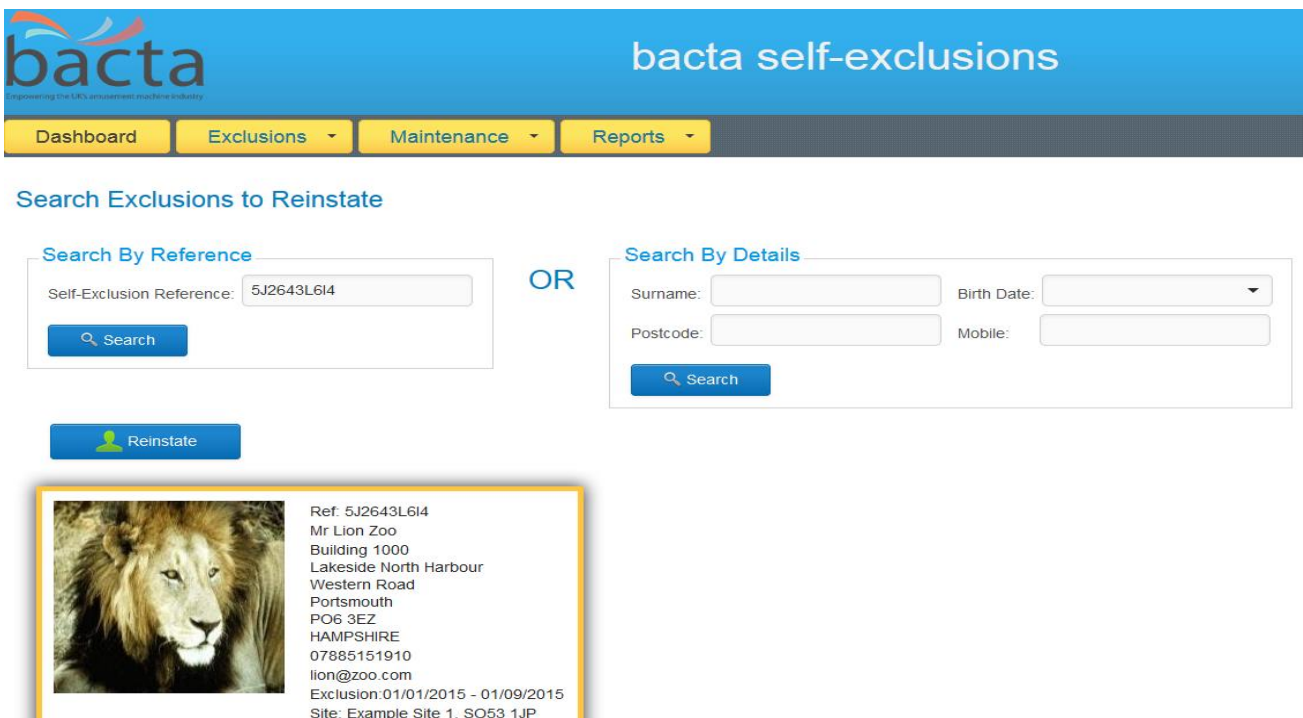 bacta
Empowering the UK's amusement machine industry
bacta self-exclusions
Dashboard Exclusions Maintenance Reports
Search Exclusions to Reinstate
Search By Reference
Self-Exclusion Reference: 5J2643L6I4
Search
OR
Search By Details
Surname: Birth Date:
Postcode: Mobile:
Search
Reinstate
Ref: 5J2643L6I4
Mr Lion Zoo
Building 1000
Lakeside North Harbour
Western Road
Portsmouth
PO6 3EZ
HAMPSHIRE
07885151910
lion@zoo.com
Exclusion:01/01/2015 - 01/09/2015
Site: Example Site 1, SO53 1JP